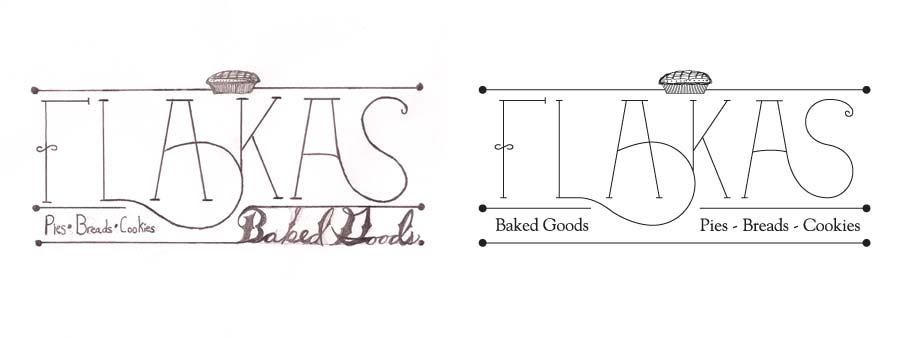 FLAKAS
Pies • Breads • Cookies
Baked Goods
FLAKAS
Baked Goods
Pies - Breads - Cookies